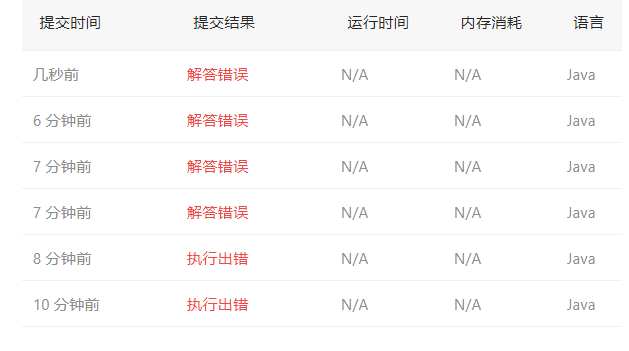 提交时间 提交结果 运行时间 内存消耗 语言
几秒前 解答错误 N/A N/A Java
6 分钟前 解答错误 N/A N/A Java
7 分钟前 解答错误 N/A N/A Java
7 分钟前 解答错误 N/A N/A Java
8 分钟前 执行出错 N/A N/A Java
10 分钟前 执行出错 N/A N/A Java